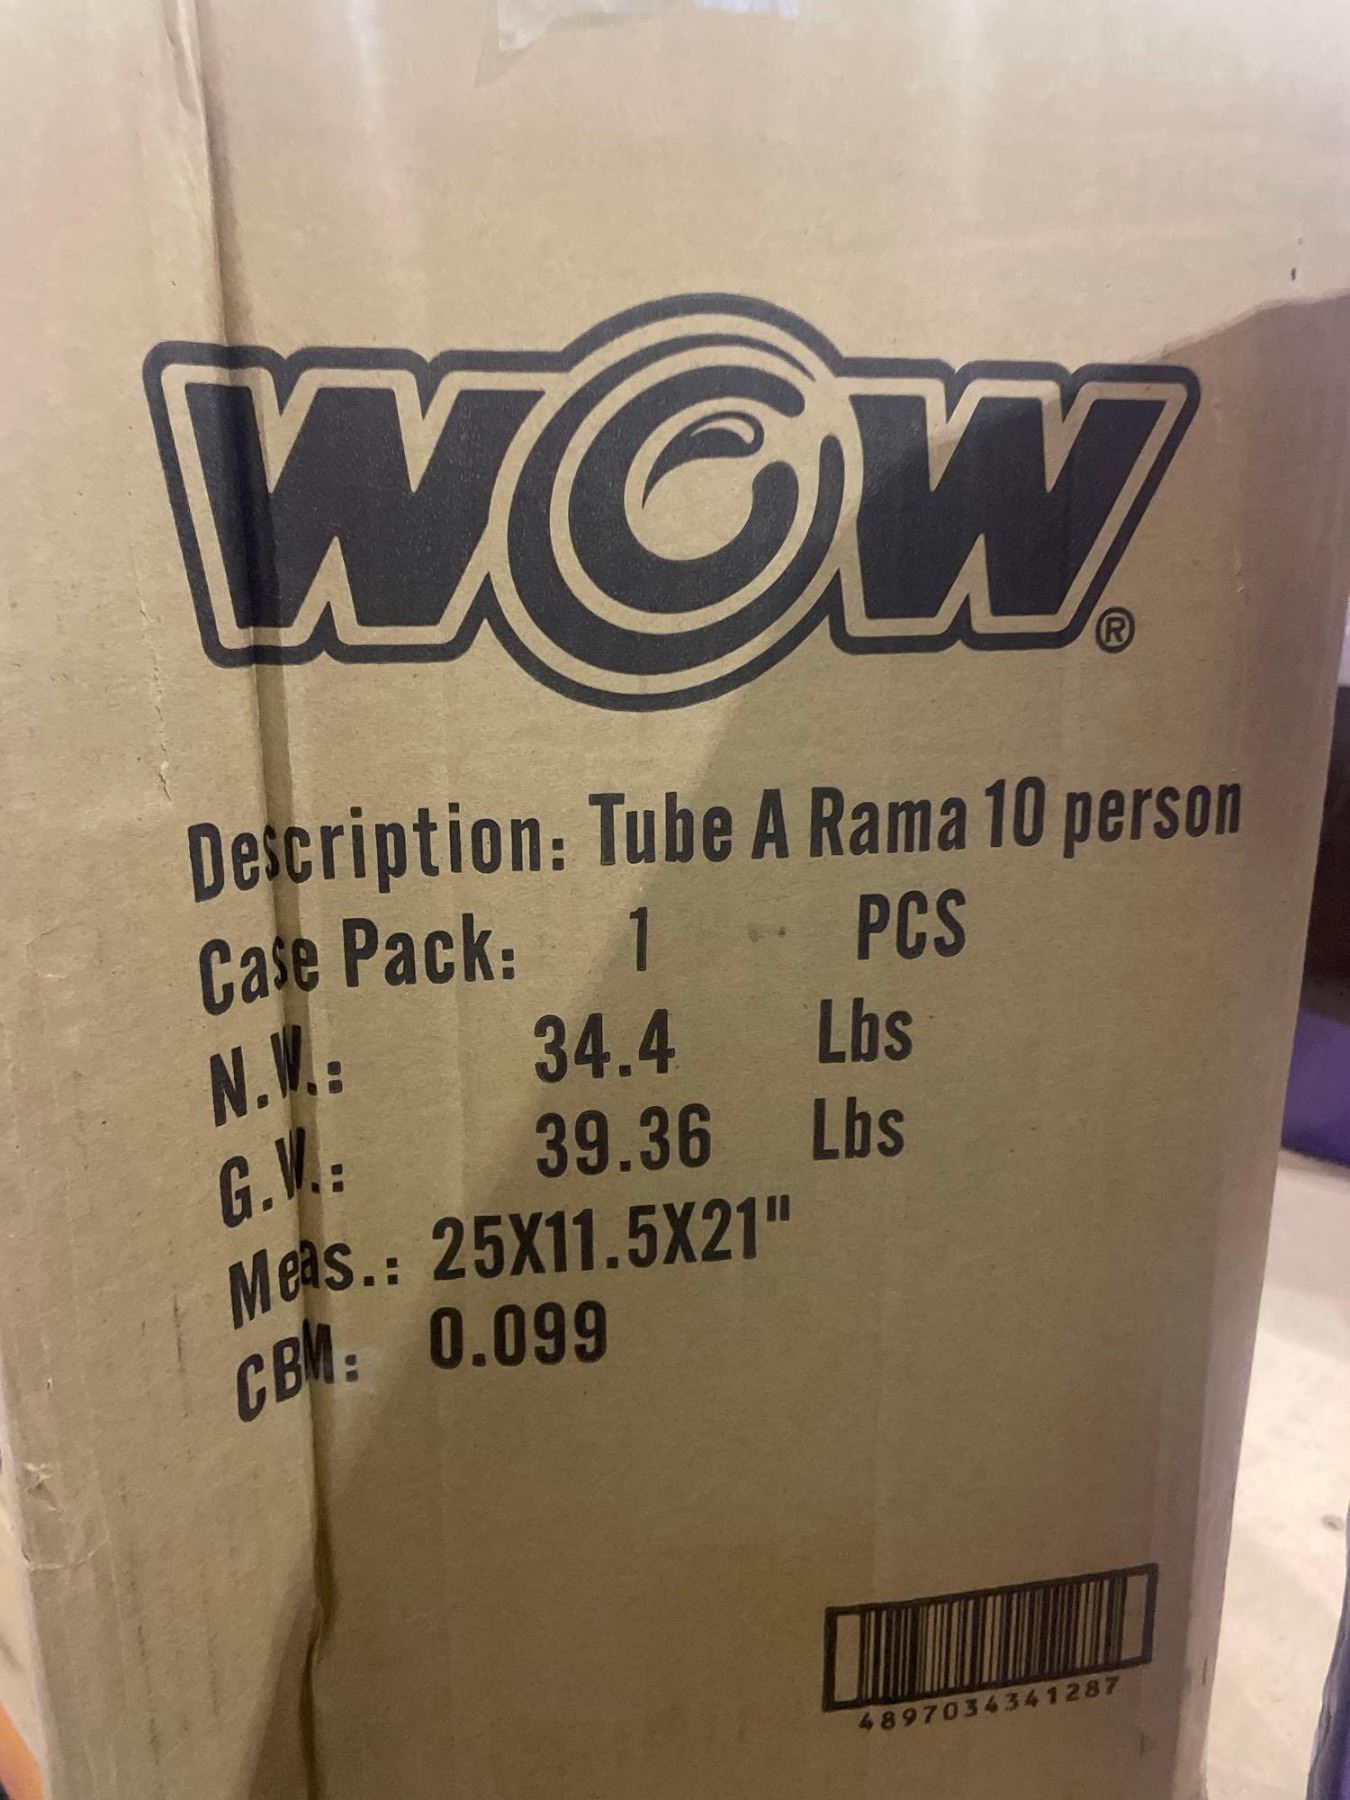 WOW®
Description: Tube A Rama 10 person
Case Pack: 1 PCS
N.W.: 34.4 Lbs
G.W.: 39.36 Lbs
Meas.: 25X11.5X21"
CBM: 0.099
4897034341287